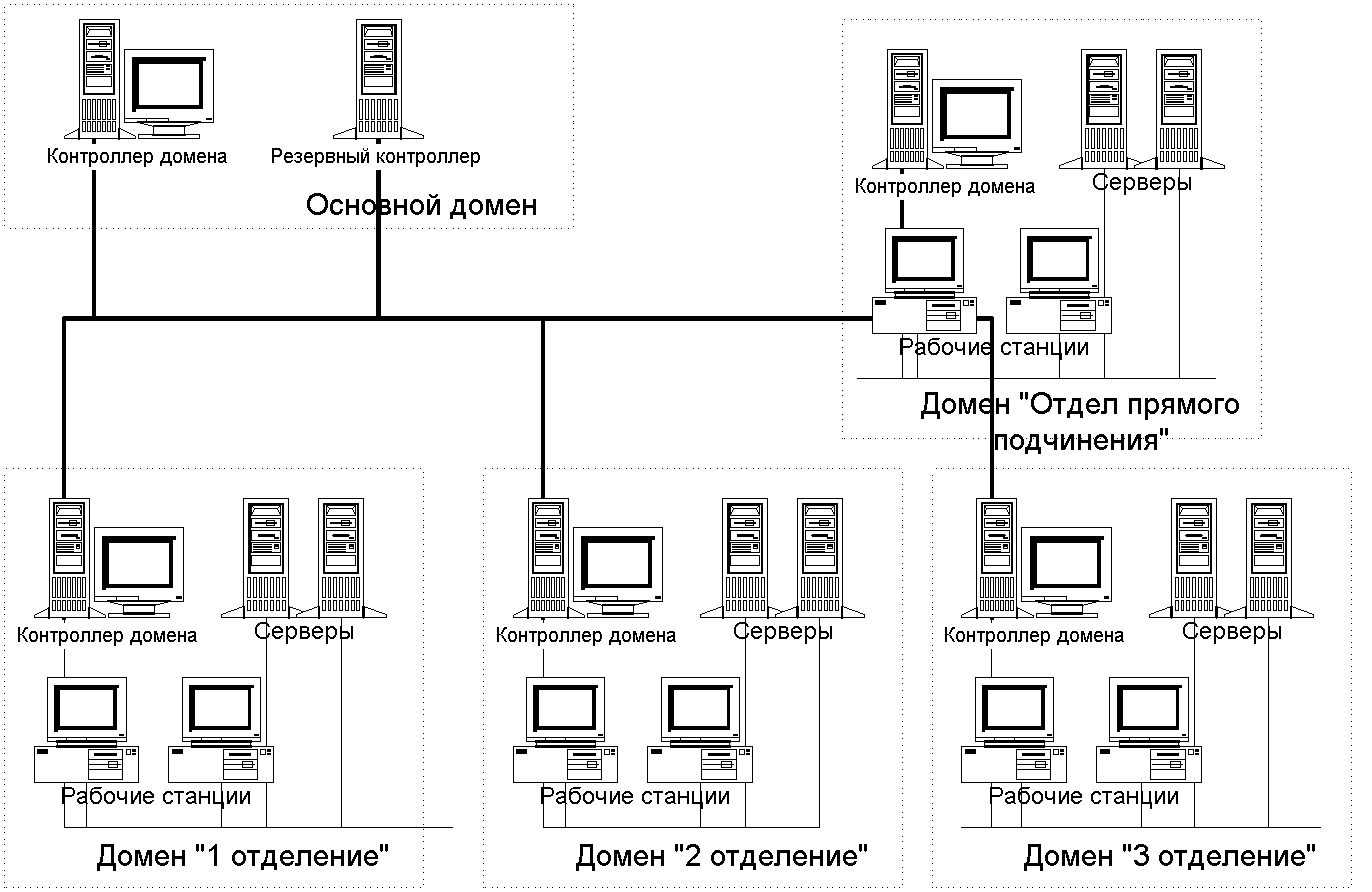 Контроллер домена
Резервный контроллер
Основной домен
Контроллер домена
Серверы
Рабочие станции
Домен "Отдел прямого
подчинения"
Контроллер домена
Серверы
Рабочие станции
Домен "1 отделение"
Контроллер домена
Серверы
Рабочие станции
Домен "2 отделение"
Контроллер домена
Серверы
Рабочие станции
Домен "3 отделение"